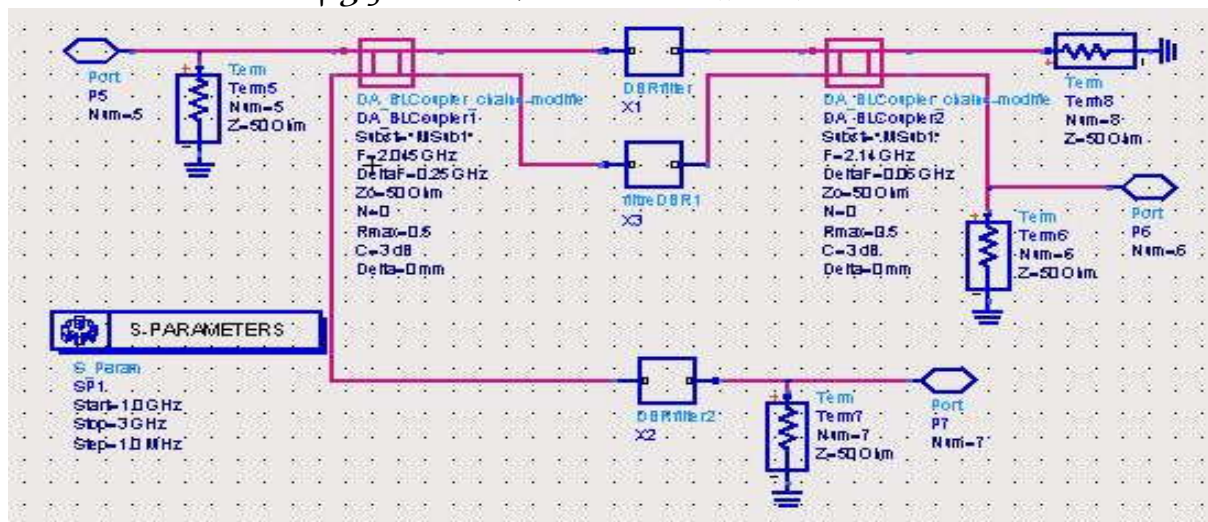 Port
P5
Num=5
Term
Term5
Num=5
Z=50 Ohm
DA_BLCoupler_chaine-modifie
DA_BLCoupler1
Subst="MSub1"
F=2.045 GHz
DeltaF=0.25 GHz
Zo=50 Ohm
N=0
Rmax=0.5
C=3 dB
Delta=0 mm
DBRfilter
X1
filtreDBR1
X3
DA_BLCoupler_chaine-modifie
DA_BLCoupler2
Subst="MSub1"
F=2.14 GHz
DeltaF=0.06 GHz
Zo=50 Ohm
N=0
Rmax=0.5
C=3 dB
Delta=0 mm
Term
Term8
Num=8
Z=50 Ohm
Term
Term6
Num=6
Z=50 Ohm
Port
P6
Num=6
S-PARAMETERS
S_Param
SP1
Start=1.0 GHz
Stop=3 GHz
Step=1.0 MHz
DBRfilter2
X2
Term
Term7
Num=7
Z=50 Ohm
Port
P7
Num=7